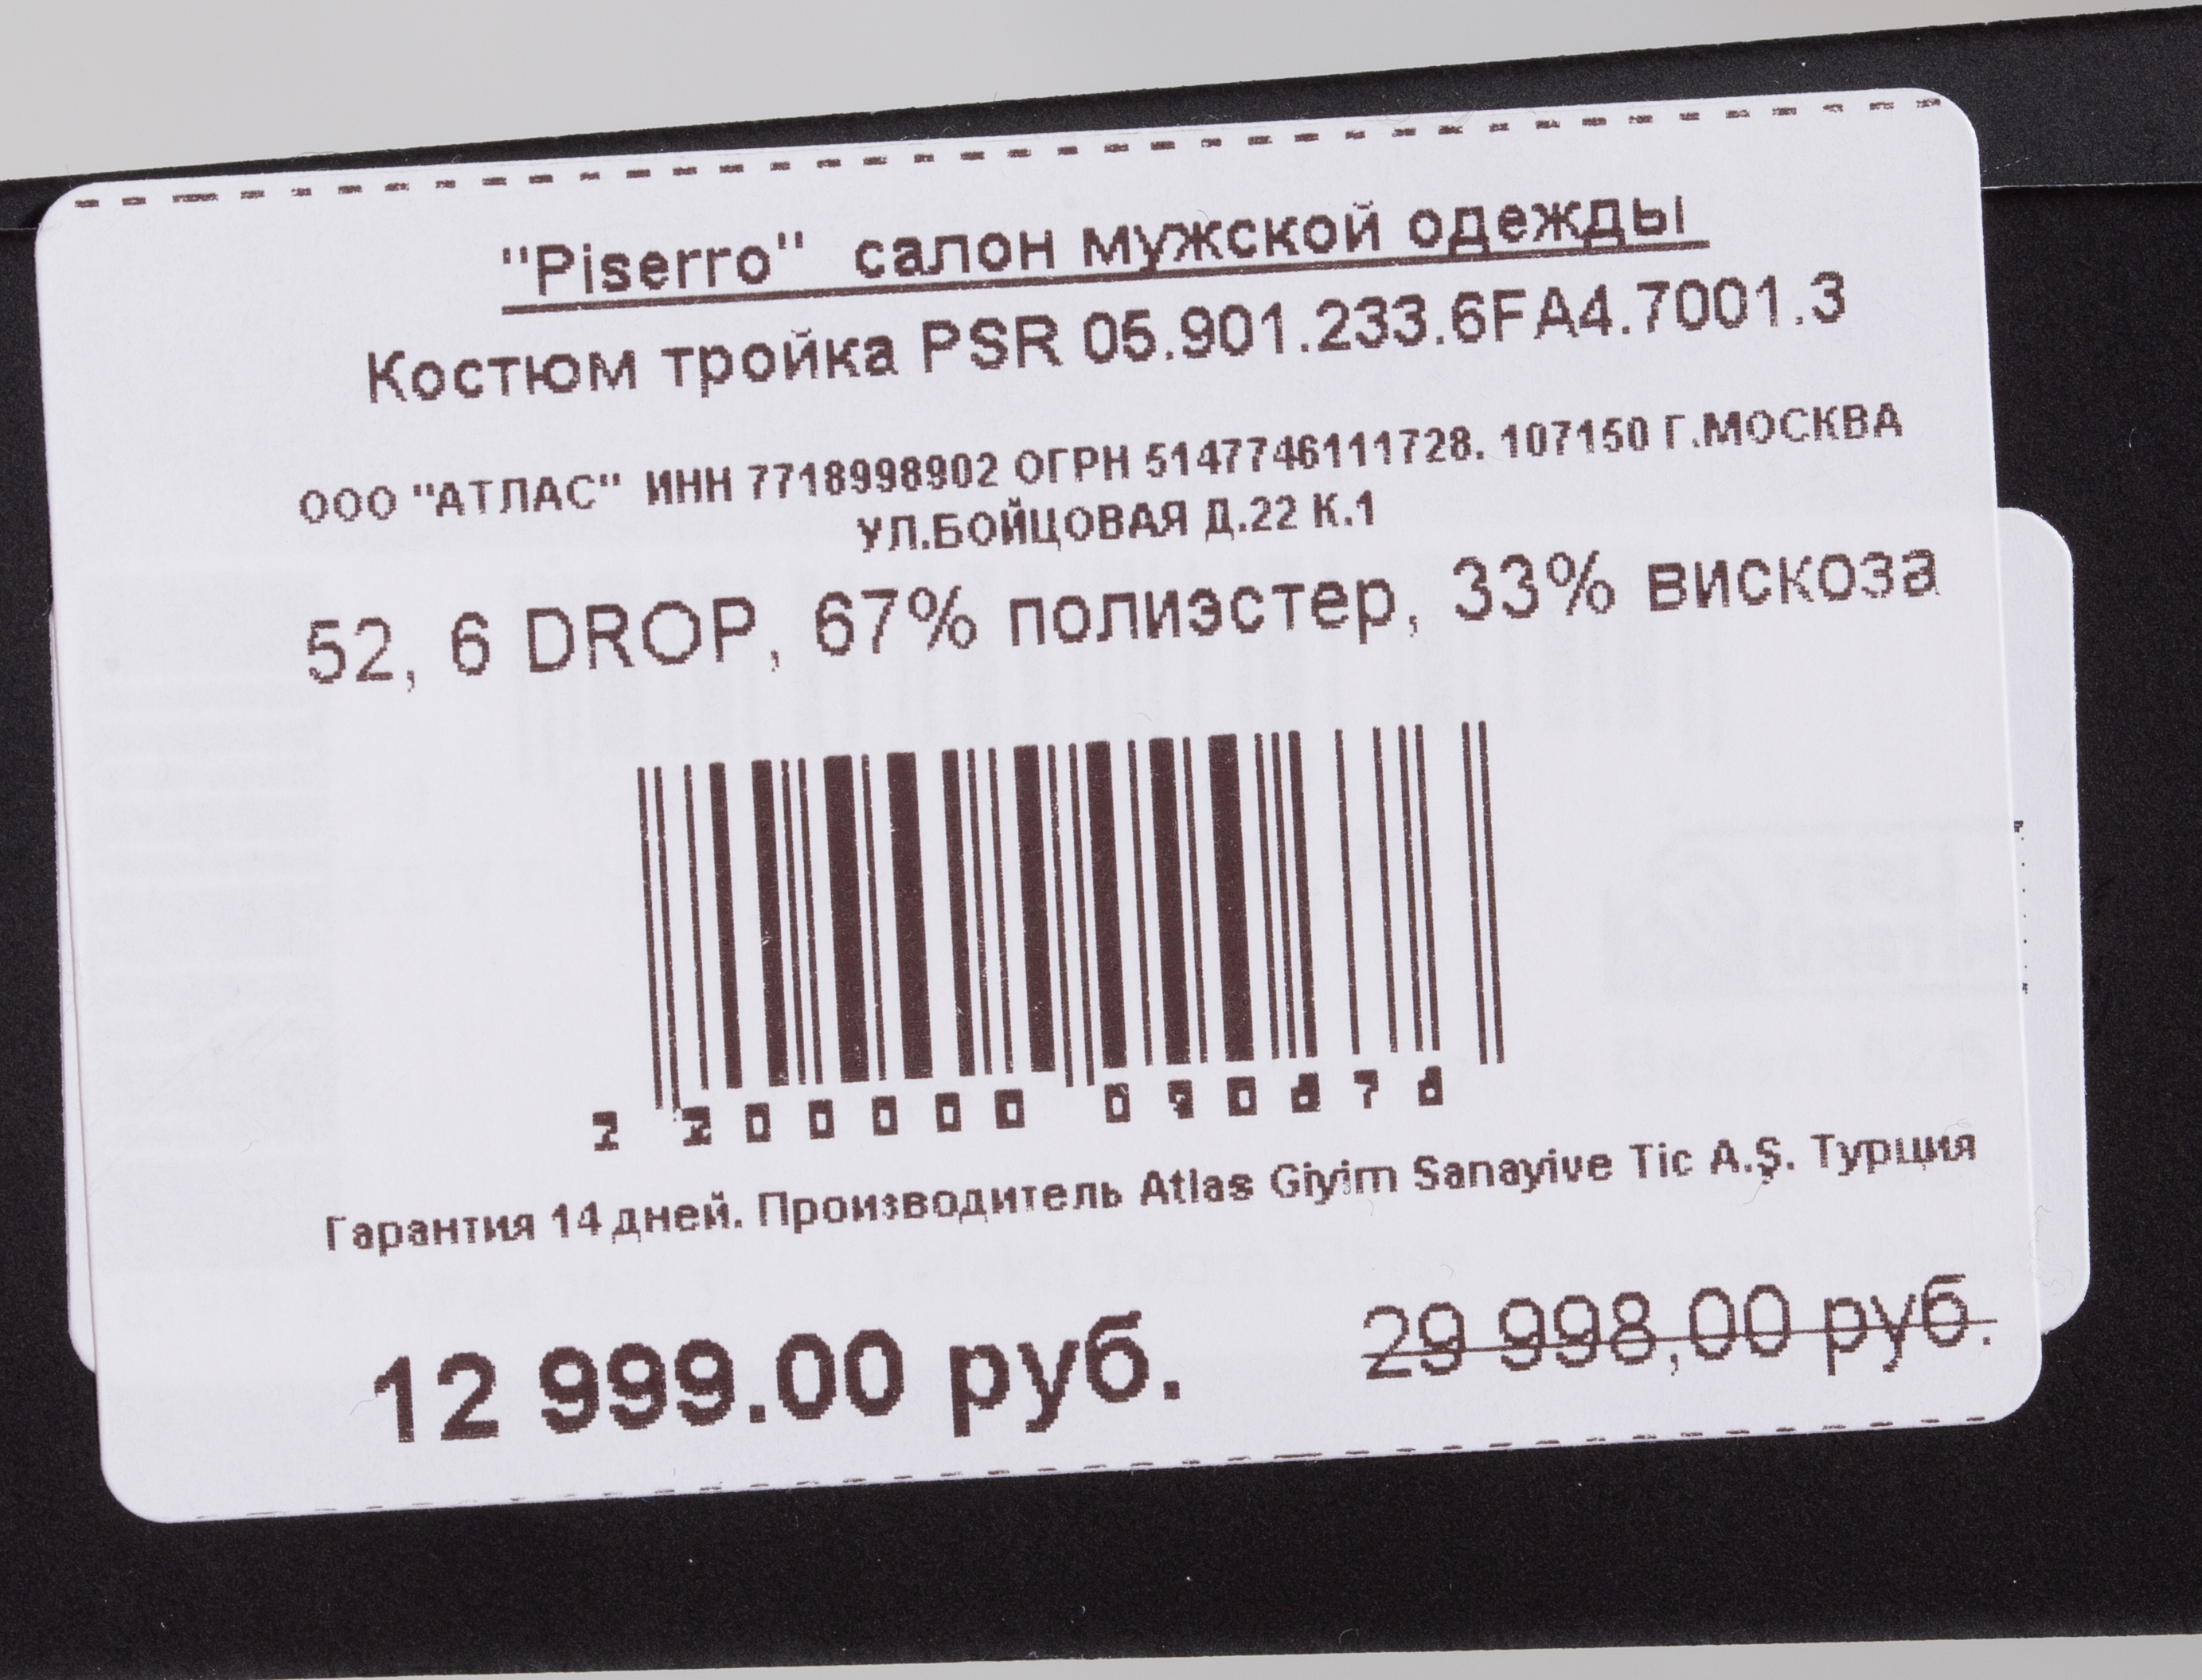 "Piserro" салон мужской одежды
Костюм тройка PSR 05.901.233.6FA4.7001.3
ООО "АТЛАС" ИНН 7718998902 ОГРН 5147746111728. 107150 Г.МОСКВА
УЛ.БОЙЦОВАЯ Д.22 К.1
52, 6 DROP, 67% полиэстер, 33% вискоза
Гарантия 14 дней. Производитель Atlas Giyim Sanayive Tic A.Ş. Турция
12 999.00 руб. 29 998,00 руб.